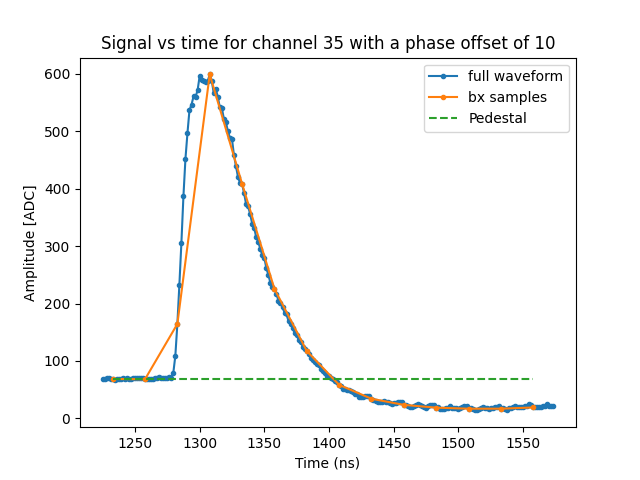 Signal vs time for channel 35 with a phase offset of 10
full waveform
bx samples
Pedestal
Amplitude [ADC]
600
500
400
300
200
100
0
1250 1300 1350 1400 1450 1500 1550
Time (ns)